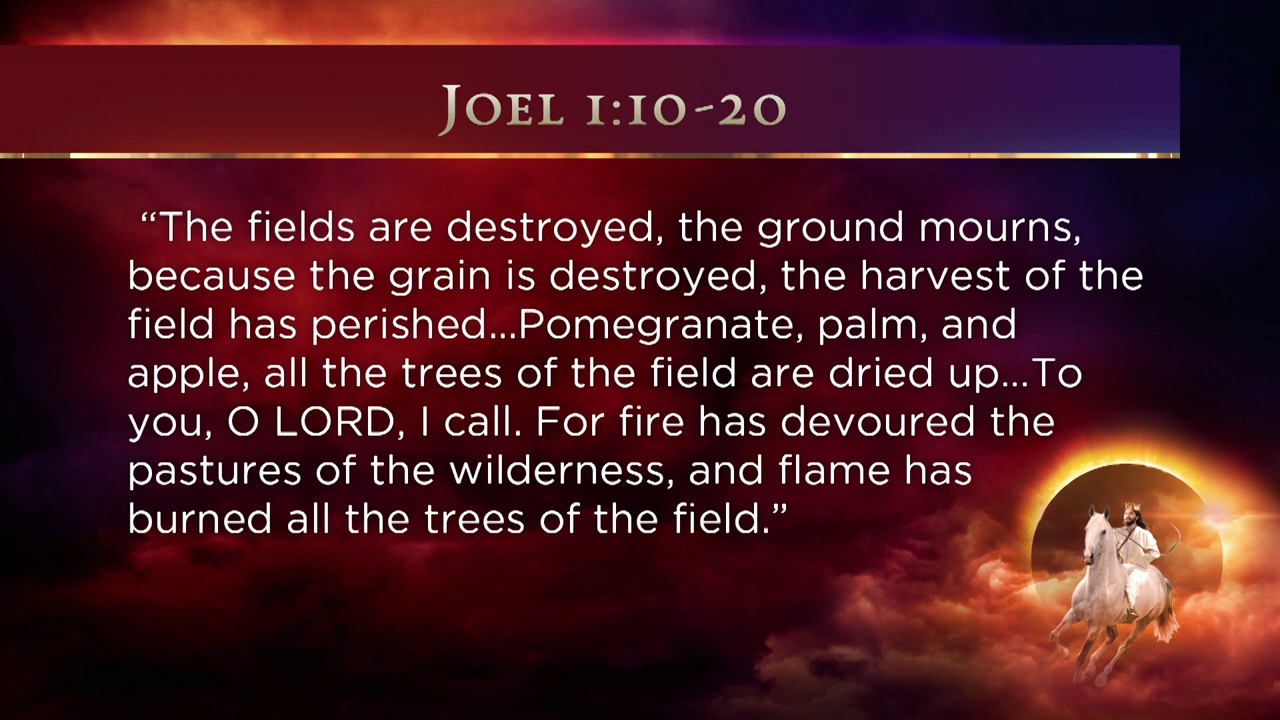 Joel 1:10-20
“The fields are destroyed, the ground mourns,
because the grain is destroyed, the harvest of the
field has perished...Pomegranate, palm, and
apple, all the trees of the field are dried up...To
you, O LORD, I call. For fire has devoured the
pastures of the wilderness, and flame has
burned all the trees of the field.”